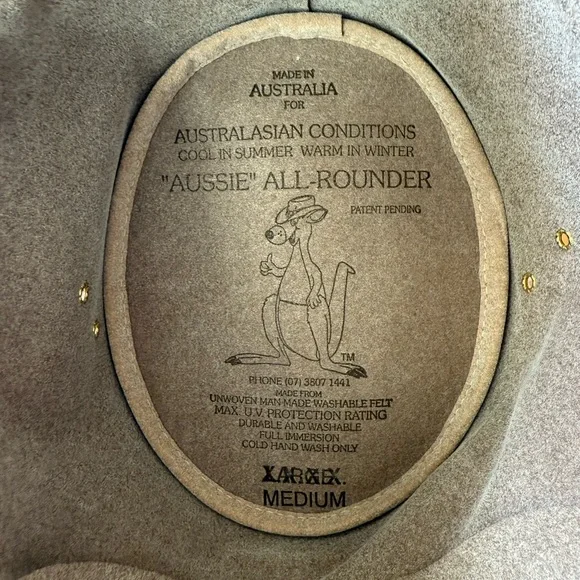 MADE IN
AUSTRALIA
FOR
AUSTRALASIAN CONDITIONS
COOL IN SUMMER WARM IN WINTER
"AUSSIE" ALL-ROUNDER
PATENT PENDING
TM
PHONE (07) 3807 1441
MADE FROM
UNWOVEN MAN-MADE WASHABLE FELT
MAX. U.V. PROTECTION RATING
DURABLE AND WASHABLE
FULL IMMERSION
COLD HAND WASH ONLY
MEDIUM